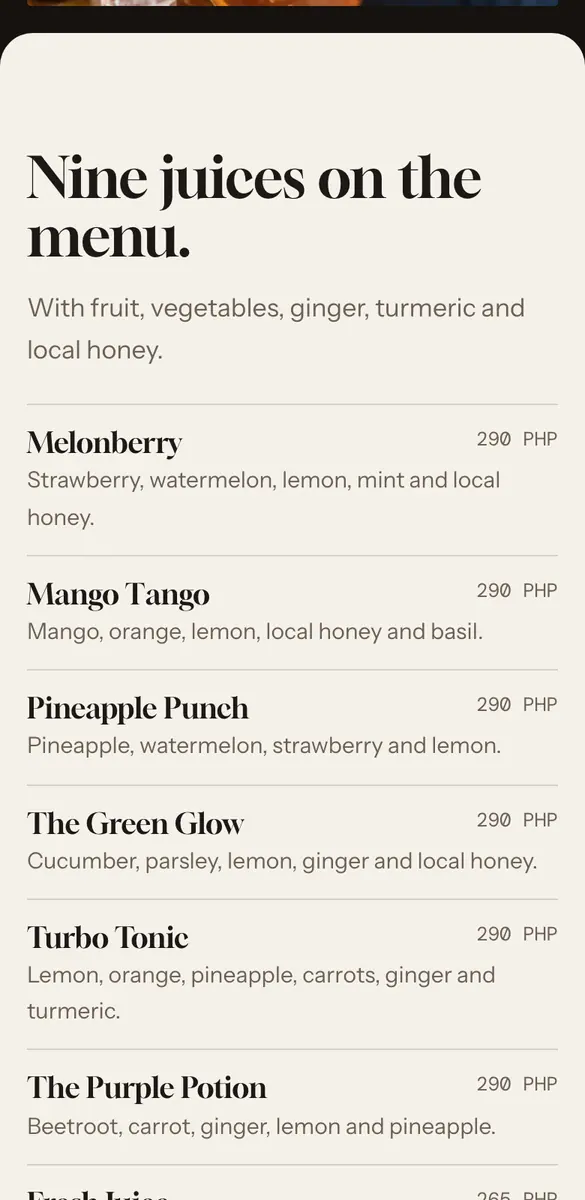 Nine juices on the
menu.
With fruit, vegetables, ginger, turmeric and
local honey.
Melonberry 290 PHP
Strawberry, watermelon, lemon, mint and local
honey.
Mango Tango 290 PHP
Mango, orange, lemon, local honey and basil.
Pineapple Punch 290 PHP
Pineapple, watermelon, strawberry and lemon.
The Green Glow 290 PHP
Cucumber, parsley, lemon, ginger and local honey.
Turbo Tonic 290 PHP
Lemon, orange, pineapple, carrots, ginger and
turmeric.
The Purple Potion 290 PHP
Beetroot, carrot, ginger, lemon and pineapple.
Fresh Juice 265 PHP